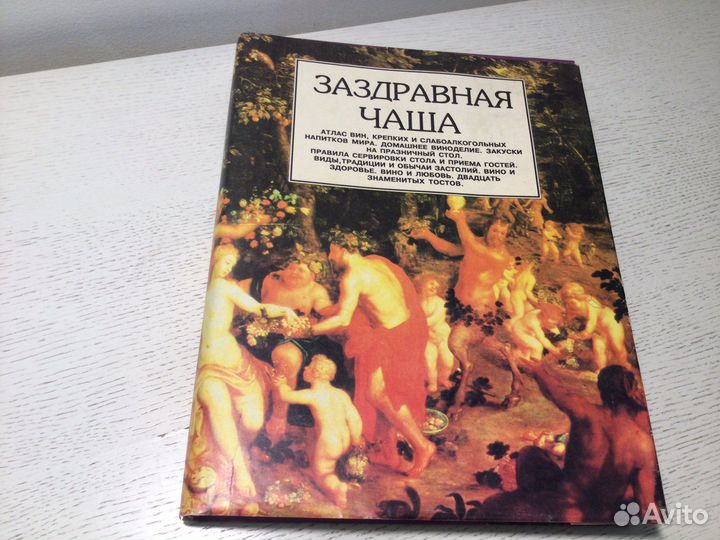 ЗАЗДРАВНАЯ
ЧАША
АТЛАС ВИН, КРЕПКИХ И СЛАБОАЛКОГОЛЬНЫХ
НАПИТКОВ МИРА. ДОМАШНЕЕ ВИНОДЕЛИЕ. ЗАКУСКИ
НА ПРАЗНИЧНЫЙ СТОЛ.
ПРАВИЛА СЕРВИРОВКИ СТОЛА И ПРИЕМА ГОСТЕЙ.
ВИДЫ,ТРАДИЦИИ И ОБЫЧАИ ЗАСТОЛИЙ. ВИНО И
ЗДОРОВЬЕ. ВИНО И ЛЮБОВЬ. ДВАДЦАТЬ
ЗНАМЕНИТЫХ ТОСТОВ.
Avito